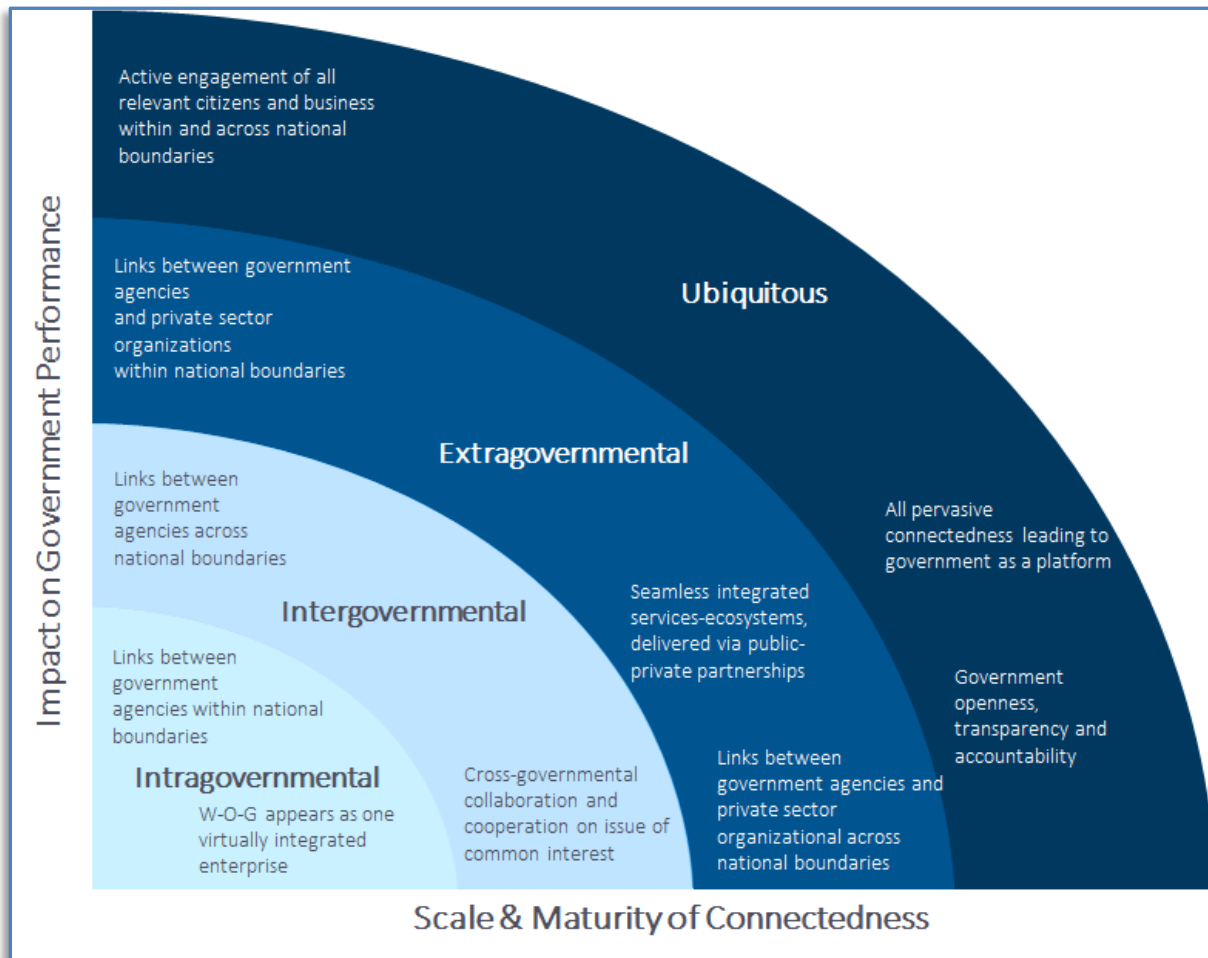 Impact on Government Performance
Active engagement of all
relevant citizens and business
within and across national
boundaries
Ubiquitous
All pervasive
connectedness leading to
government as a platform
Government
openness,
transparency and
accountability
Links between government
agencies
and private sector
organizations
within national boundaries
Extragovernmental
Seamless integrated
services-ecosystems,
delivered via public-
private partnerships
Links between
government agencies and
private sector
organizational across
national boundaries
Links between
government
agencies across
national boundaries
Intergovernmental
Cross-governmental
collaboration and
cooperation on issue of
common interest
Links between
government
agencies within national
boundaries
Intragovernmental
W-O-G appears as one
virtually integrated
enterprise
Scale & Maturity of Connectedness